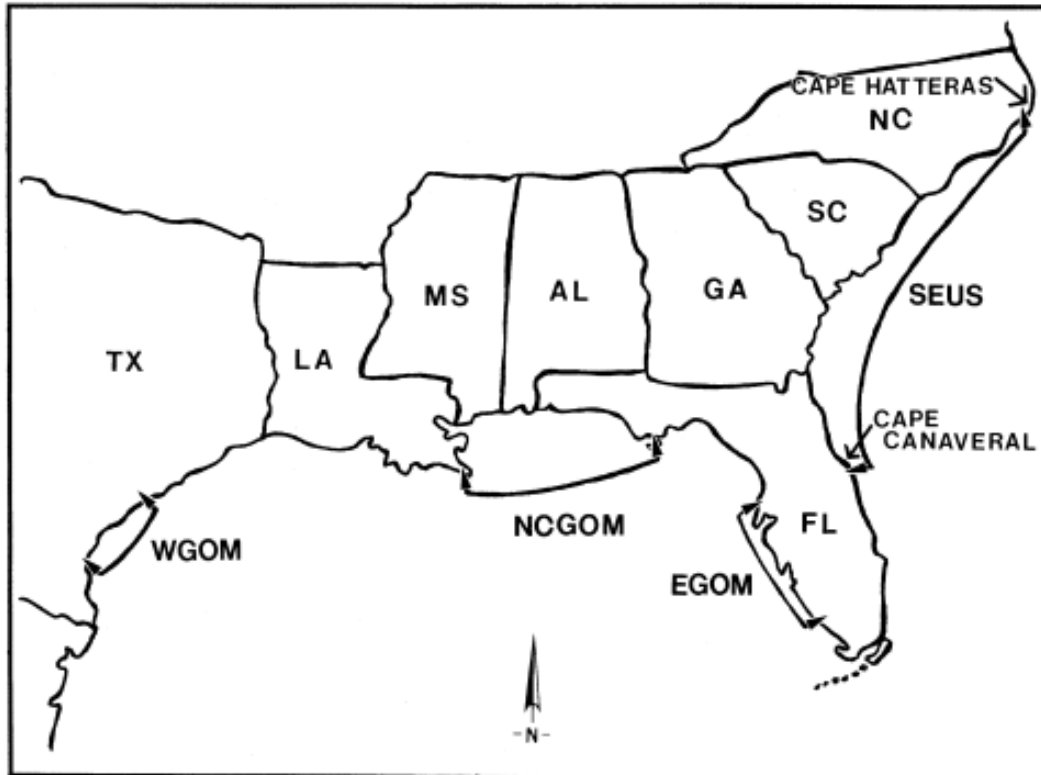 CAPE HATTERAS
NC
SC
MS
AL
GA
SEUS
TX
LA
CAPE
CANAVERAL
NCGOM
FL
WGOM
EGOM
-N-